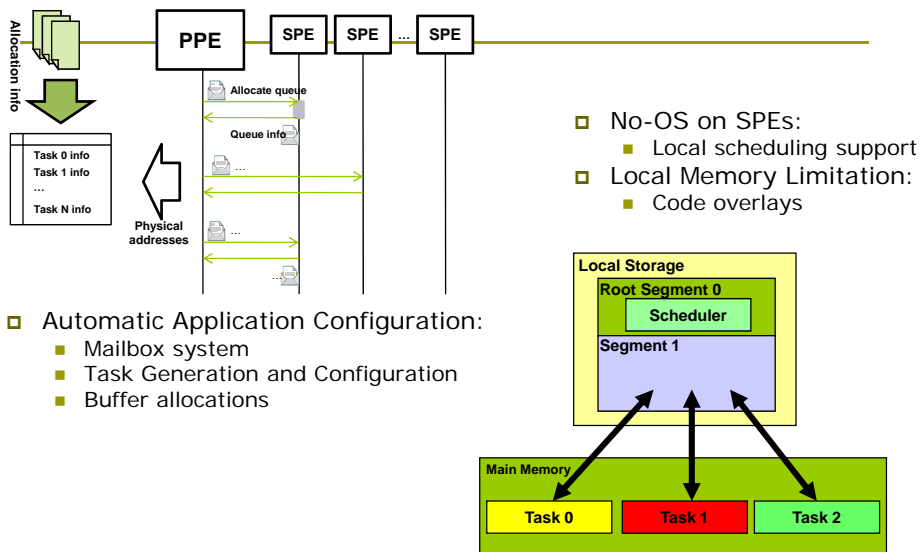 Allocation info
PPE
SPE
SPE
...
SPE
Allocate queue
Queue info
...
Task 0 info
Task 1 info
...
Task N info
Physical
addresses
...
...
No-OS on SPEs:
Local scheduling support
Local Memory Limitation:
Code overlays
Automatic Application Configuration:
Mailbox system
Task Generation and Configuration
Buffer allocations
Local Storage
Root Segment 0
Scheduler
Segment 1
Main Memory
Task 0
Task 1
Task 2